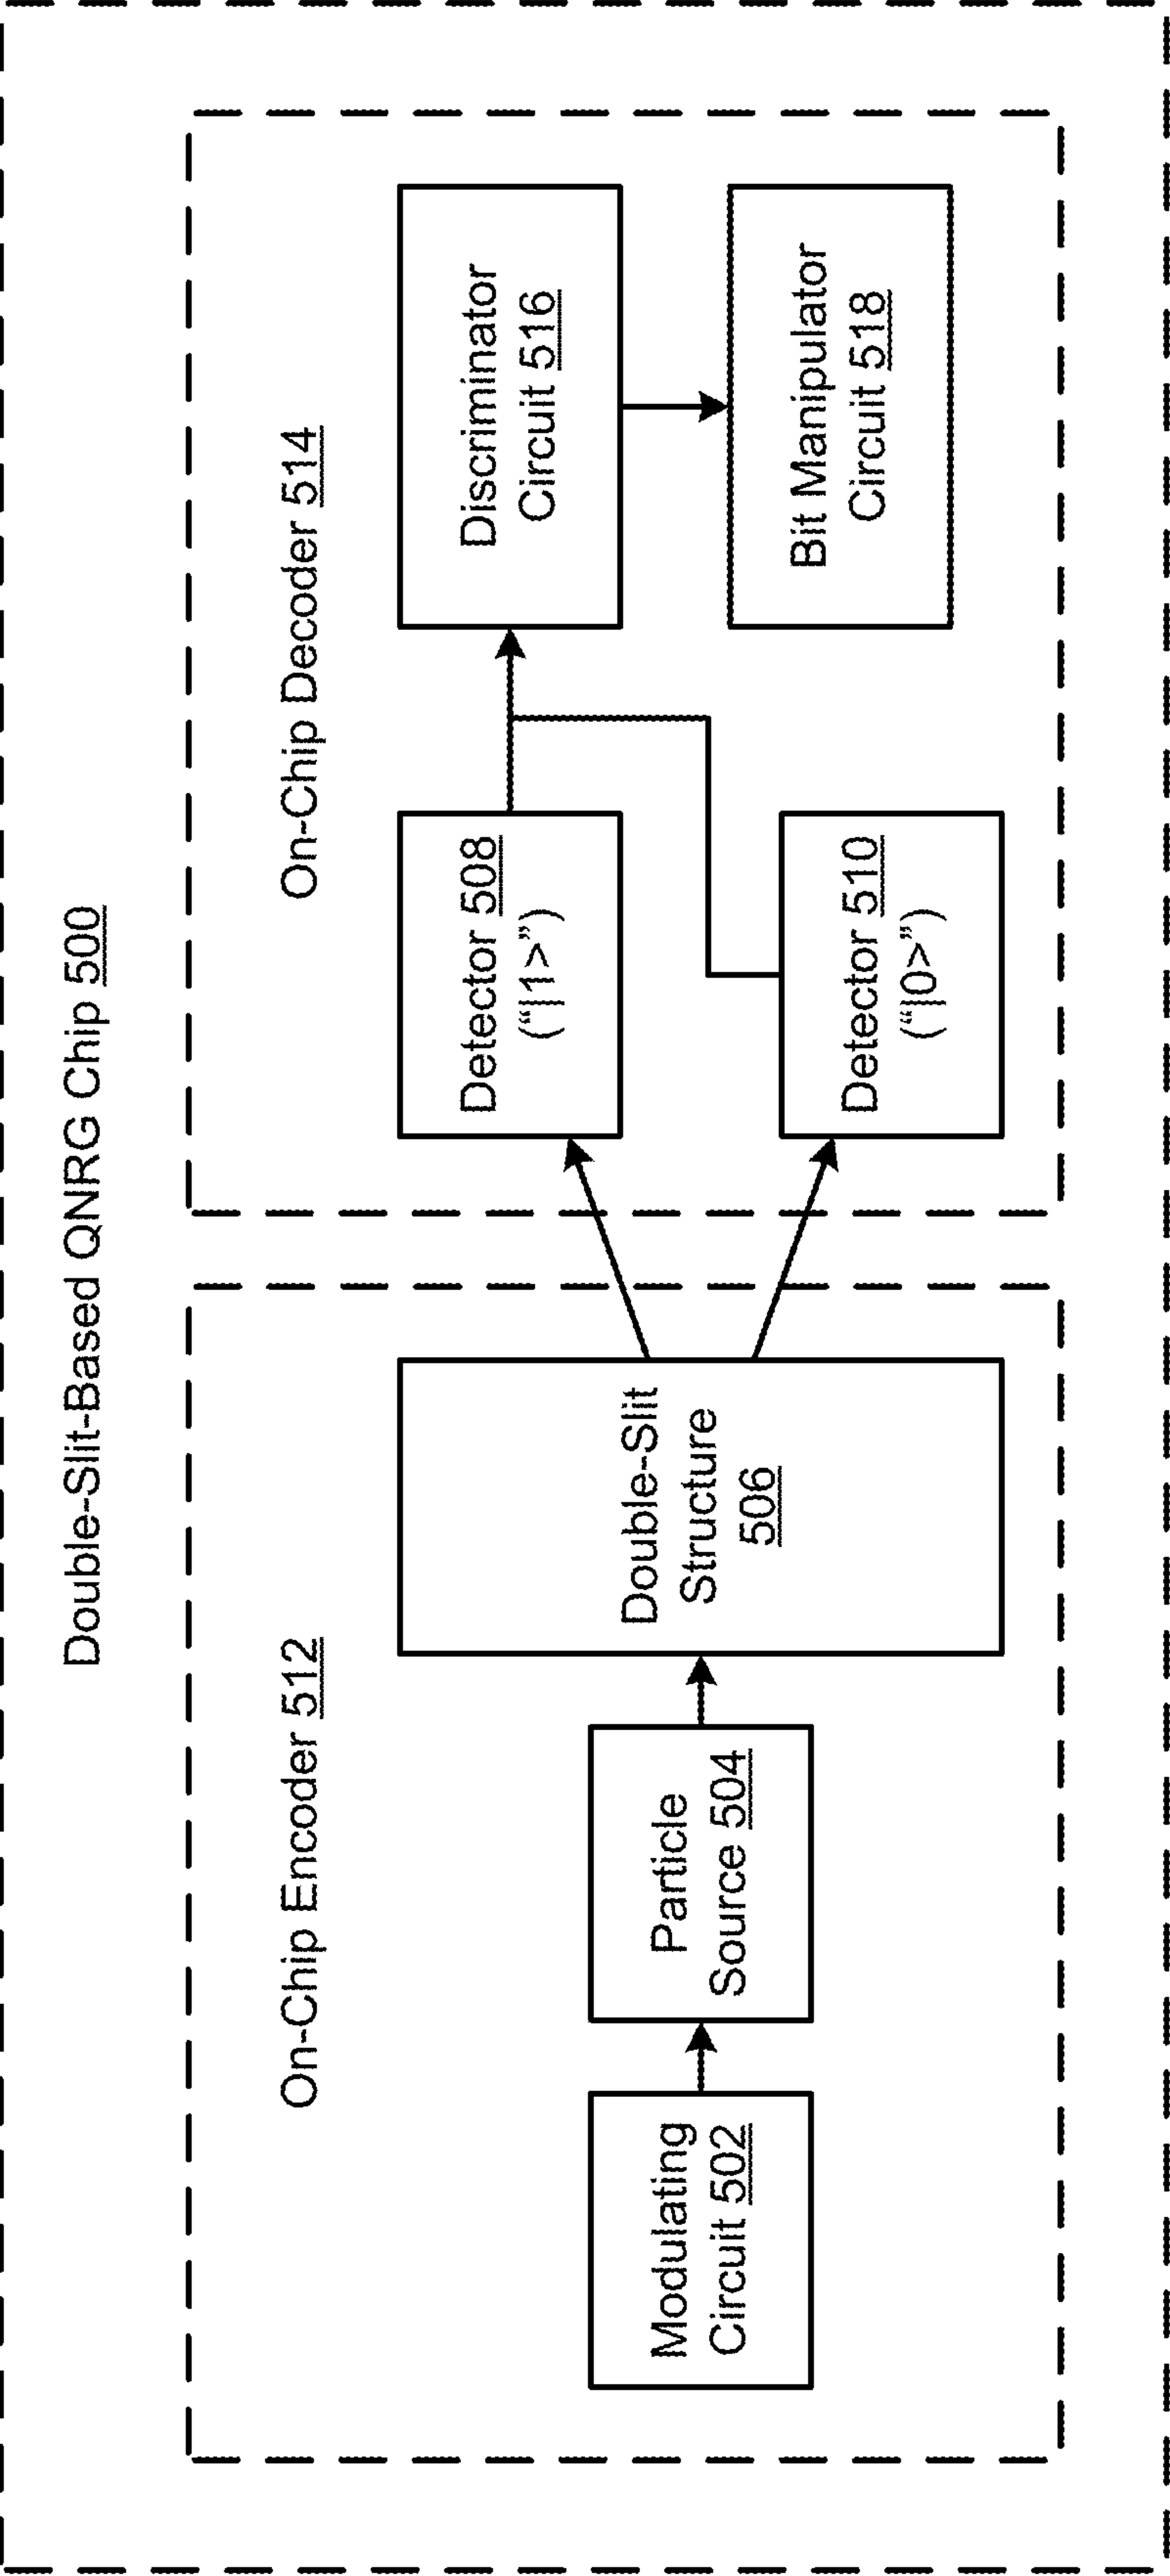 Double-Slit-Based QNRG Chip 500
On-Chip Encoder 512
Modulating
Circuit 502
Particle
Source 504
Double-Slit
Structure
506
On-Chip Decoder 514
Detector 508
(“|1>”)
Detector 510
(“|0>”)
Discriminator
Circuit 516
Bit Manipulator
Circuit 518